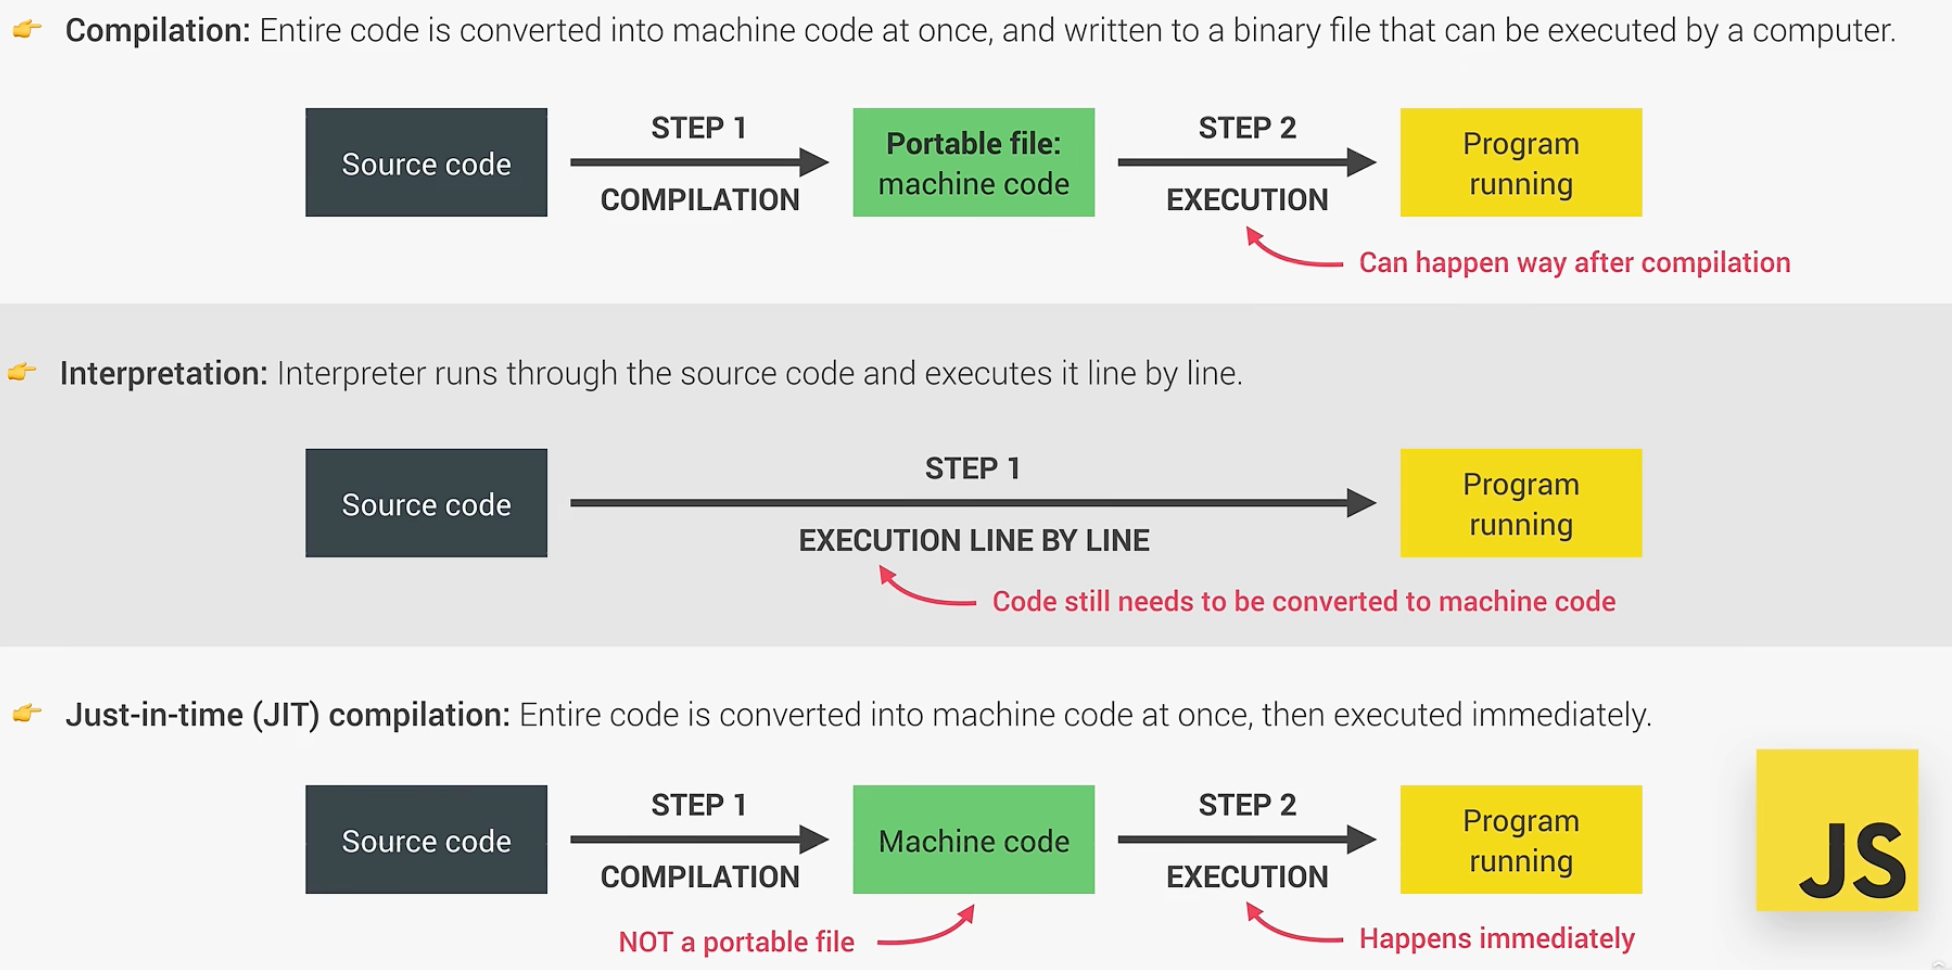 👉 Compilation: Entire code is converted into machine code at once, and written to a binary file that can be executed by a computer.
Source code
STEP 1
COMPILATION
Portable file:
machine code
STEP 2
EXECUTION
Program
running
Can happen way after compilation
👉 Interpretation: Interpreter runs through the source code and executes it line by line.
Source code
STEP 1
EXECUTION LINE BY LINE
Program
running
Code still needs to be converted to machine code
👉 Just-in-time (JIT) compilation: Entire code is converted into machine code at once, then executed immediately.
Source code
STEP 1
COMPILATION
Machine code
STEP 2
EXECUTION
Program
running
NOT a portable file
Happens immediately
JS